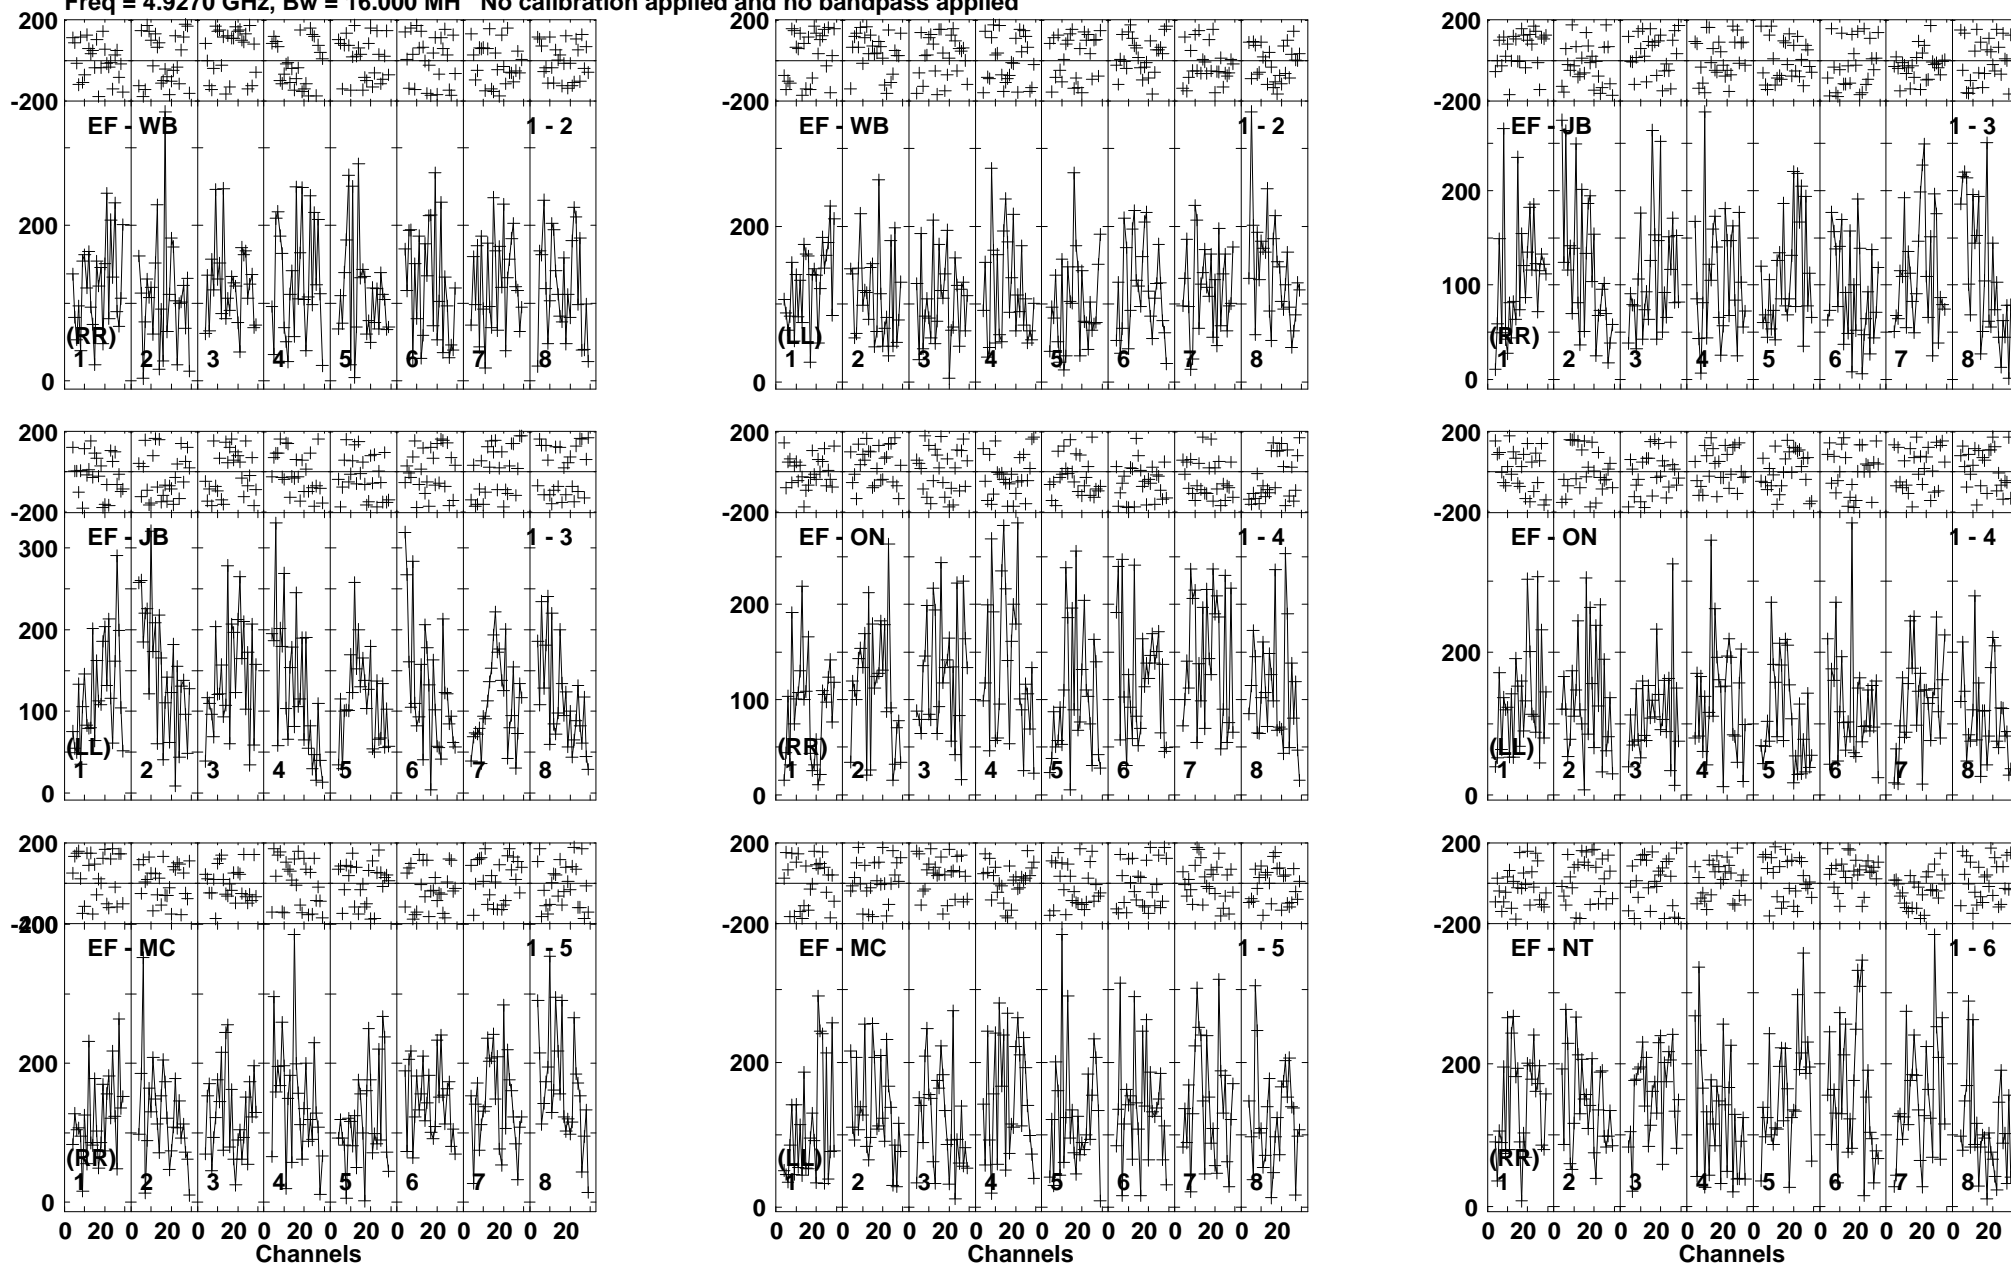 Freq = 4.9270 GHz, Bw = 16.000 MH No calibration applied and no bandpass applied
200 200 200
-200 -200 -200
EF - WB 1 - 2 EF - WB 1 - 2 EF - JB 1 - 3
200 200 200
100
(RR) (LL) (RR)
1 2 3 4 5 6 7 8 1 2 3 4 5 6 7 8 1 2 3 4 5 6 7 8
0 0 0
200 200 200
-200 -200 -200
EF - JB 1 - 3 EF - ON 1 - 4 EF - ON 1 - 4
300
200 200 200
100 100
(LL) (RR) (LL)
1 2 3 4 5 6 7 8 1 2 3 4 5 6 7 8 1 2 3 4 5 6 7 8
0 0 0
200 200 200
-200 -200 -200
400
EF - MC 1 - 5 EF - MC 1 - 5 EF - NT 1 - 6
200 200 200
(RR) (LL) (RR)
1 2 3 4 5 6 7 8 1 2 3 4 5 6 7 8 1 2 3 4 5 6 7 8
0 0 0
0 20 0 20 0 20 0 20 0 20 0 20 0 20 0 20 0 20 0 20 0 20 0 20 0 20 0 20 0 20 0 20 0 20 0 20 0 20 0 20 0 20 0 20 0 20 0 20
Channels Channels Channels